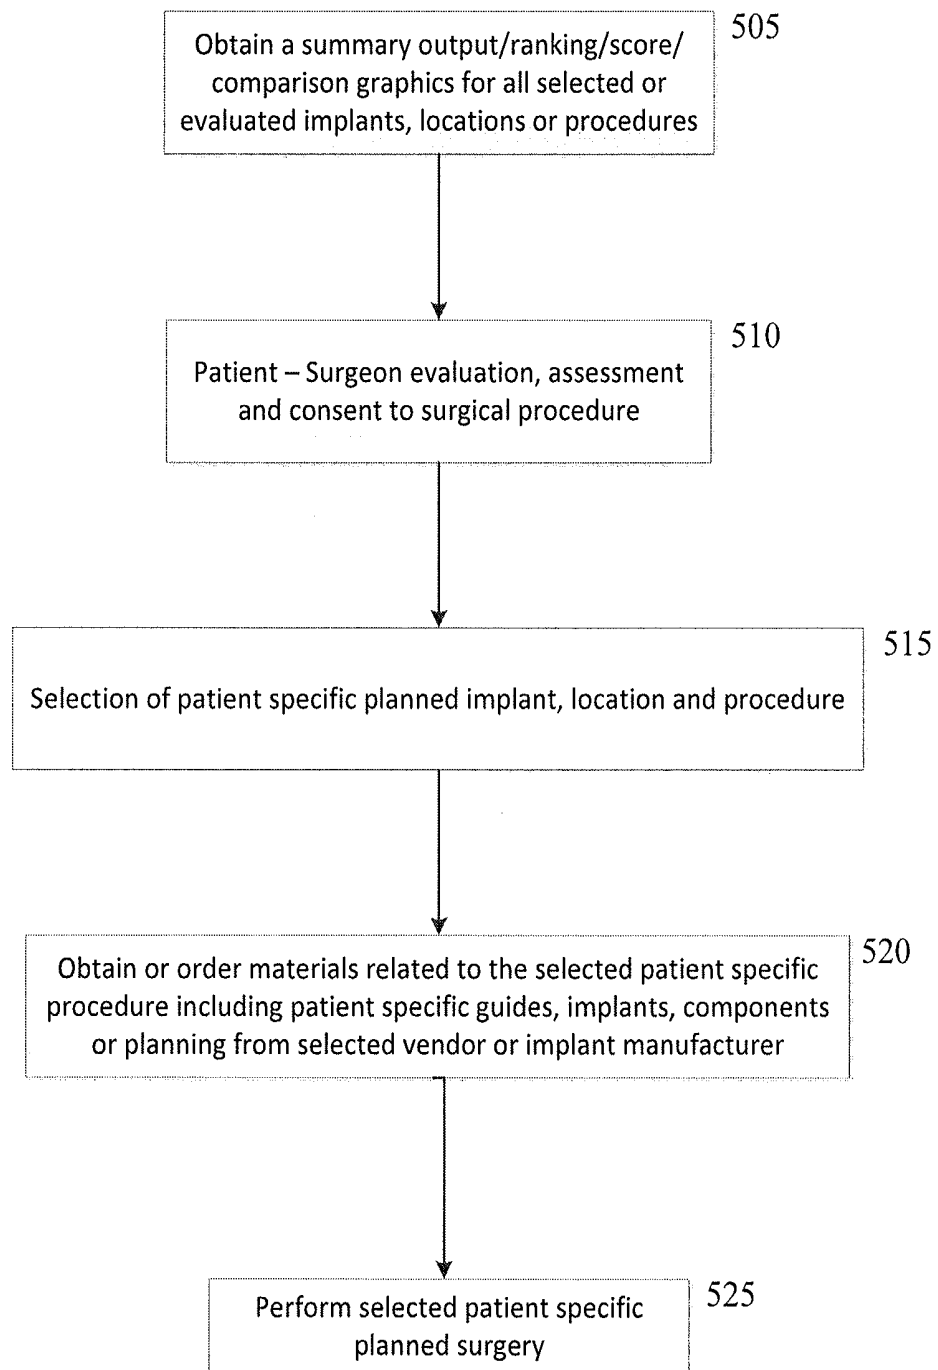 505
Obtain a summary output/ranking/score/
comparison graphics for all selected or
evaluated implants, locations or procedures
510
Patient – Surgeon evaluation, assessment
and consent to surgical procedure
515
Selection of patient specific planned implant, location and procedure
520
Obtain or order materials related to the selected patient specific
procedure including patient specific guides, implants, components
or planning from selected vendor or implant manufacturer
525
Perform selected patient specific
planned surgery